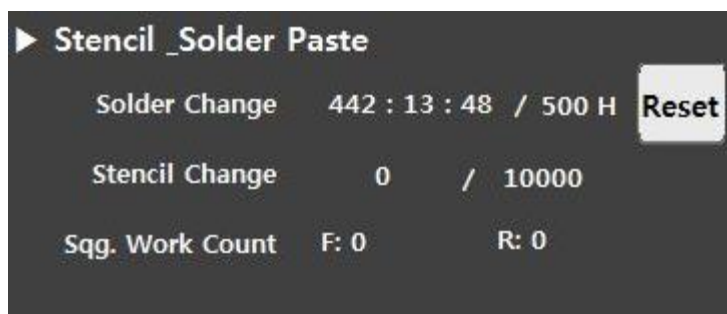 ▶ Stencil _Solder Paste
Solder Change 442 : 13 : 48 / 500 H Reset
Stencil Change 0 / 10000
Sqg. Work Count F: 0 R: 0